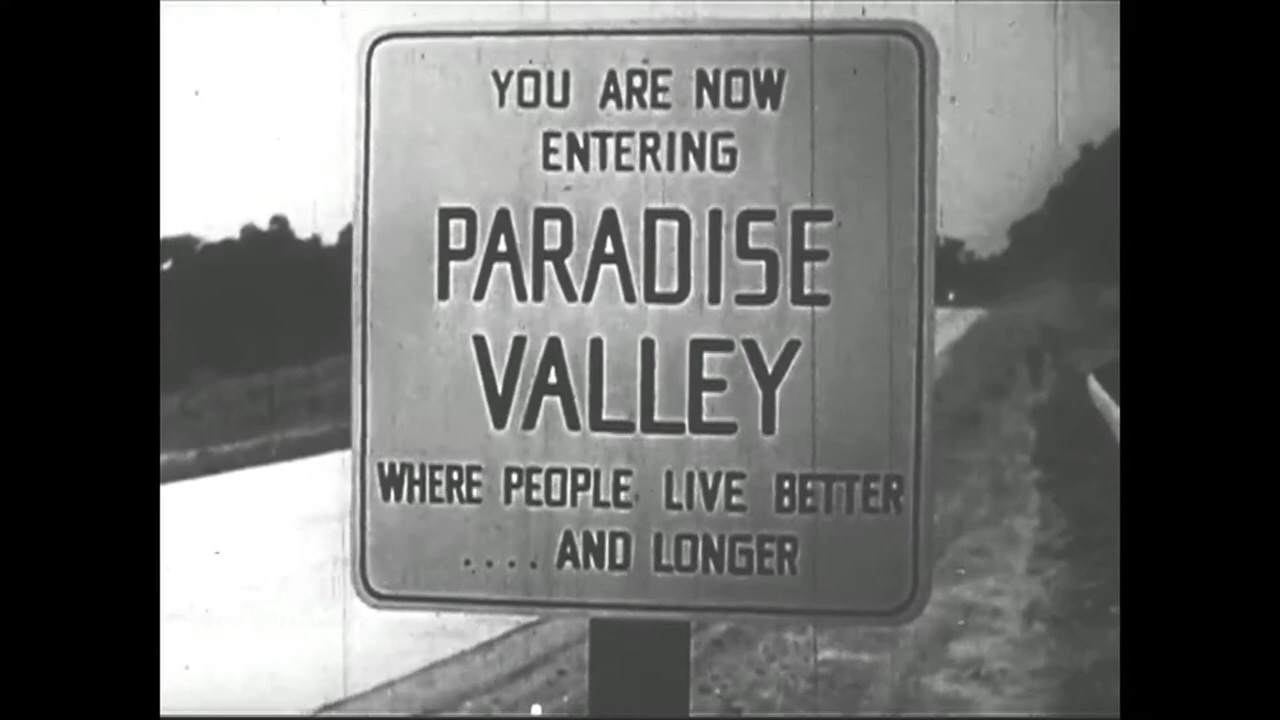 YOU ARE NOW
ENTERING
PARADISE
VALLEY
WHERE PEOPLE LIVE BETTER
.... AND LONGER